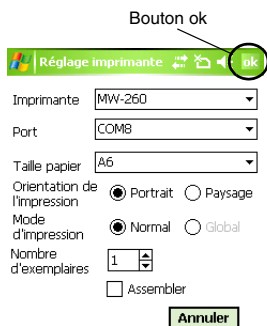 Bouton ok
Réglage imprimante ok
Imprimante MW-260
Port COM8
Taille papier A6
Orientation de
l'impression Portrait Paysage
Mode
d'impression Normal Global
Nombre
d'exemplaires 1
Assembler
Annuler